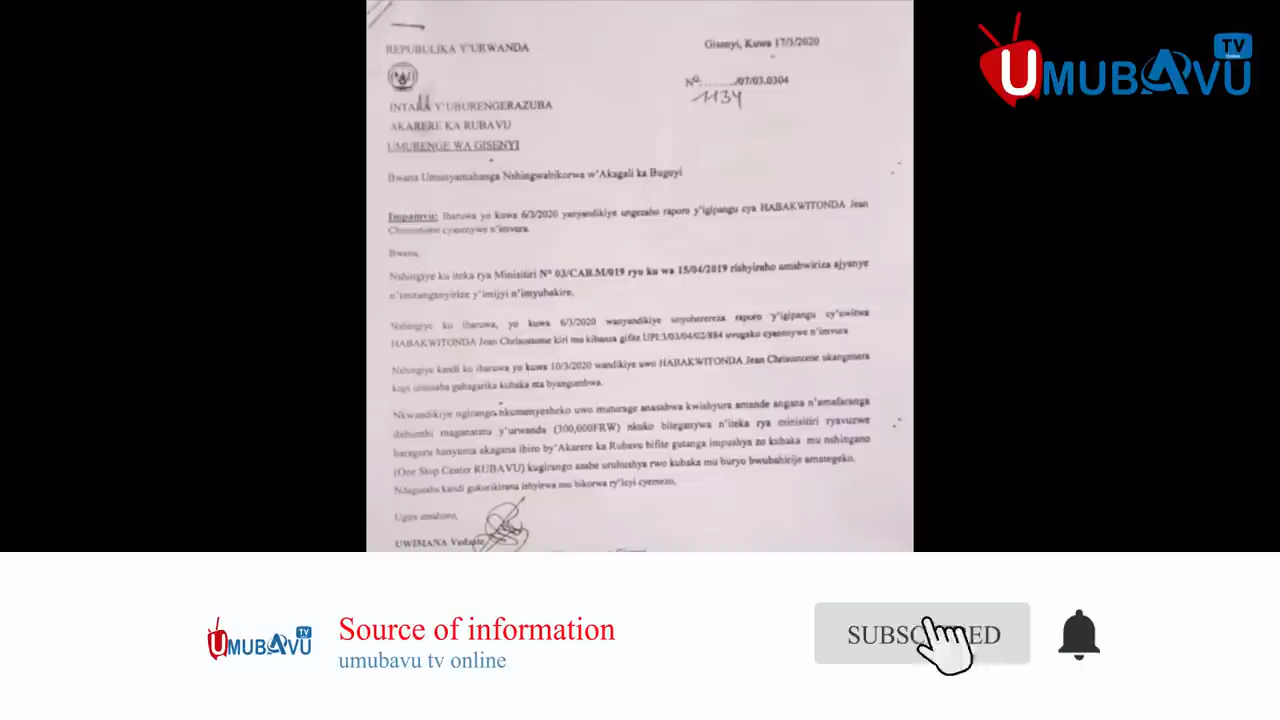 REPUBULIKA Y'URWANDA
Gisenyi, Kuwa 17/3/2020
Nº......../07/03.0304
1134
INTARA Y'UBURENGERAZUBA
AKARERE KA RUBAVU
UMURENGE WA GISENYI
Bwana Umunyamabanga Nshingwabikorwa w'Akagali ka Bugoyi
Impamvu: Ibaruwa yo kuwa 6/3/2020 yanyandikiye ungezaho raporo y'igipangu cya HABAKWITONDA Jean
Chrisostome cyasenywe n'imvura.
Bwana,
Nshingiye ku iteka rya Minisitiri Nº 03/CAB.M/019 ryo ku wa 15/04/2019 rishyiraho amabwiriza ajyanye
n'imitunganyirize y'imijyi n'imyubakire.
Nshingiye ku ibaruwa, yo kuwa 6/3/2020 wanyandikiye unyoherereza raporo y'igipangu cy'uwitwa
HABAKWITONDA Jean Chrisostome kiri mu kibanza gifite UPI:3/03/04/02/884 uvugako cyasenywe n'imvura
Nshingiye kandi ku ibaruwa yo kuwa 10/3/2020 wandikiye uwo HABAKWITONDA Jean Chrisostome ukangenera
kopi umusaba guhagarika kubaka nta byangombwa.
Nkwandikiye ngirango nkumenyesheko uwo muturage anasabwa kwishyura amande angana n'amafaranga
ibihumbi maganatatu y'urwanda (300,000FRW) nkuko biteganywa n'iteka rya minisitiri ryavuzwe
haraguru hanyuma akagana ibiro by'Akarere ka Rubavu bifite gutanga impushya zo kubaka mu nshingano
(One Stop Center RUBAVU) kugirango asabe uruhushya rwo kubaka mu buryo bwubahirije amategeko.
Ndagusaba kandi gukurikirana ishyirwa mu bikorwa ry'icyi cyemezo,
Ugire amahoro,
UWIMANA Vedaste
UMUBAVU TV
Online
UMUBAVU TV
Source of information
umubavu tv online
SUBSCRIBED